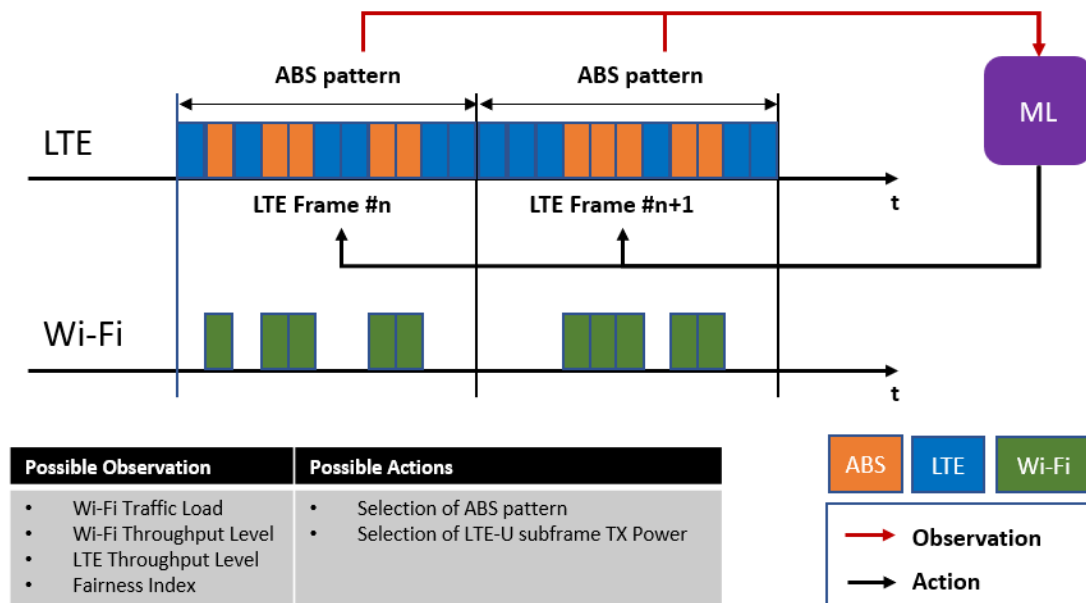 ABS pattern
ABS pattern
ML
LTE
t
LTE Frame #n
LTE Frame #n+1
Wi-Fi
t
Possible Observation
Possible Actions
• Wi-Fi Traffic Load
• Wi-Fi Throughput Level
• LTE Throughput Level
• Fairness Index
• Selection of ABS pattern
• Selection of LTE-U subframe TX Power
ABS
LTE
Wi-Fi
Observation
Action